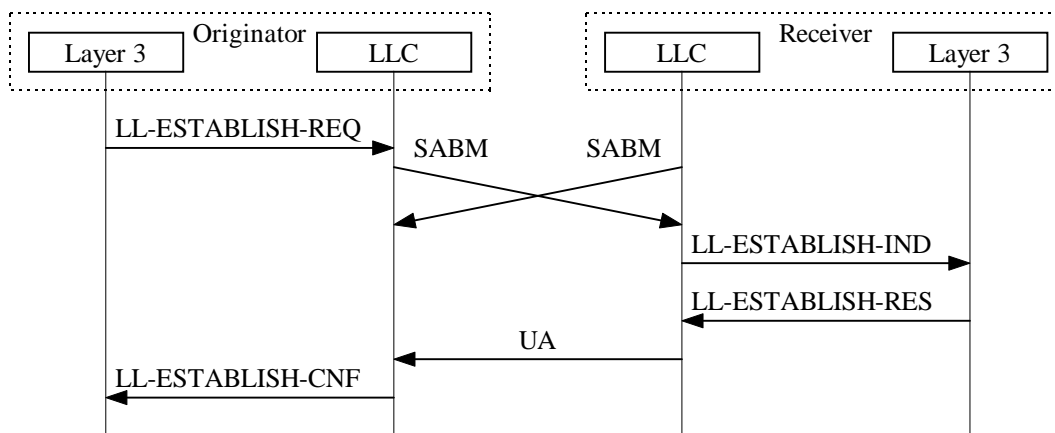 Originator
Receiver
Layer 3
LLC
LLC
Layer 3
LL-ESTABLISH-REQ
SABM
SABM
LL-ESTABLISH-IND
LL-ESTABLISH-RES
UA
LL-ESTABLISH-CNF